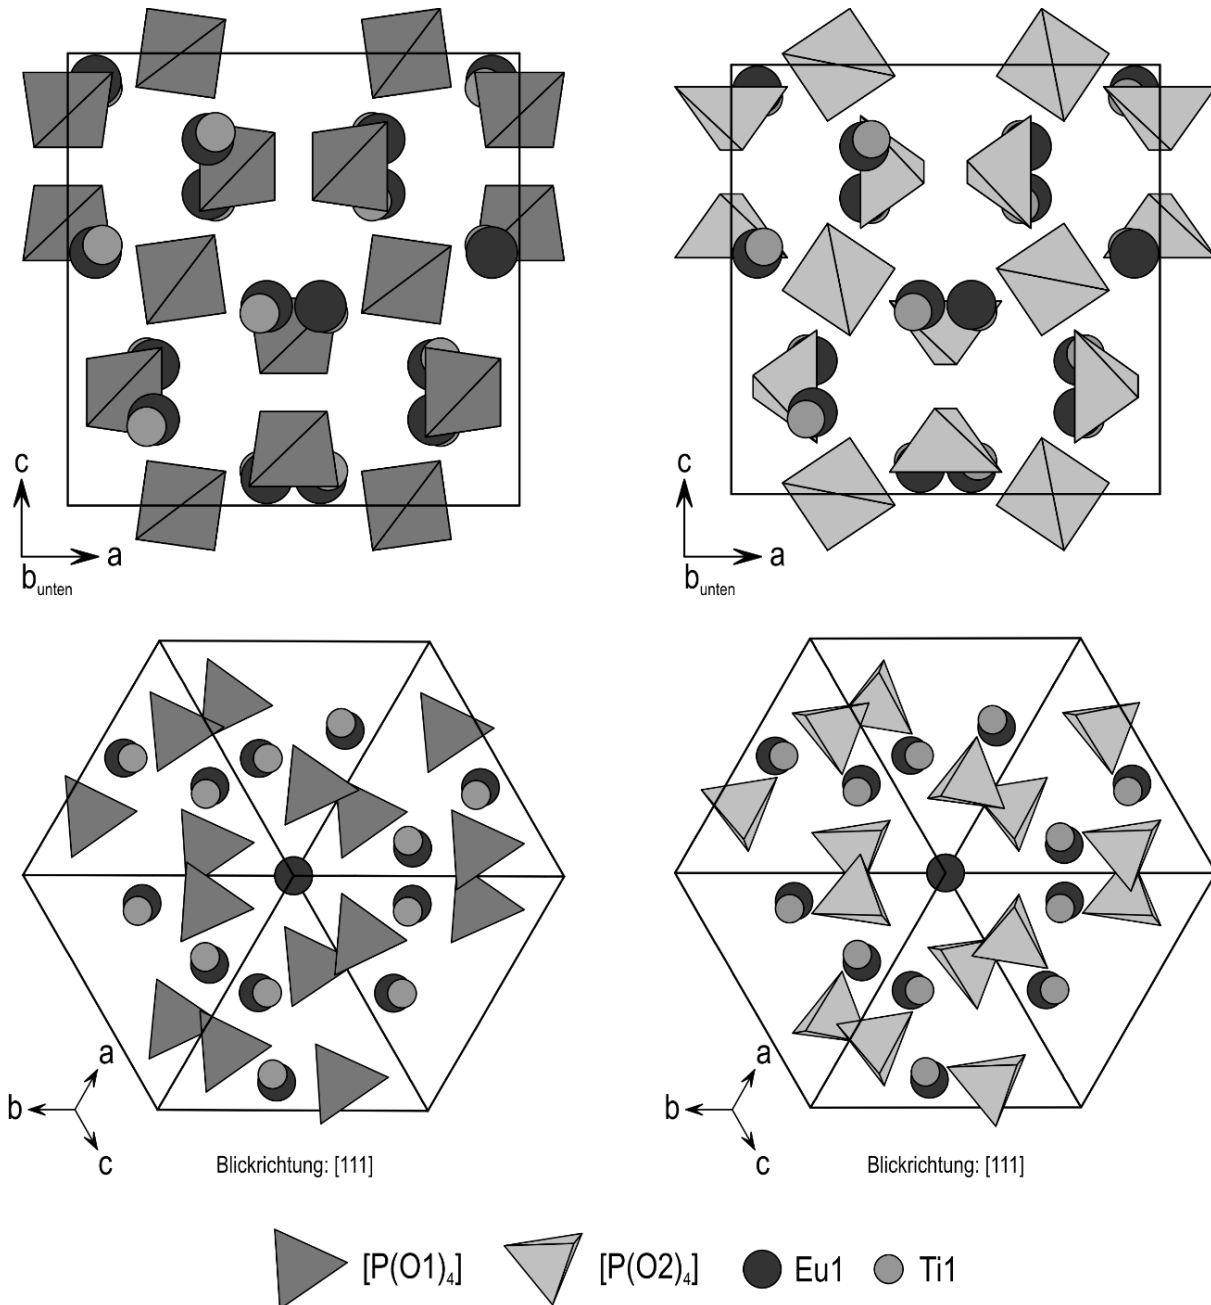 c
a
b unten
c
a
b unten
a
b
c
Blickrichtung: [111]
a
b
c
Blickrichtung: [111]
[P(O1)₄] [P(O2)₄] Eu1 Ti1